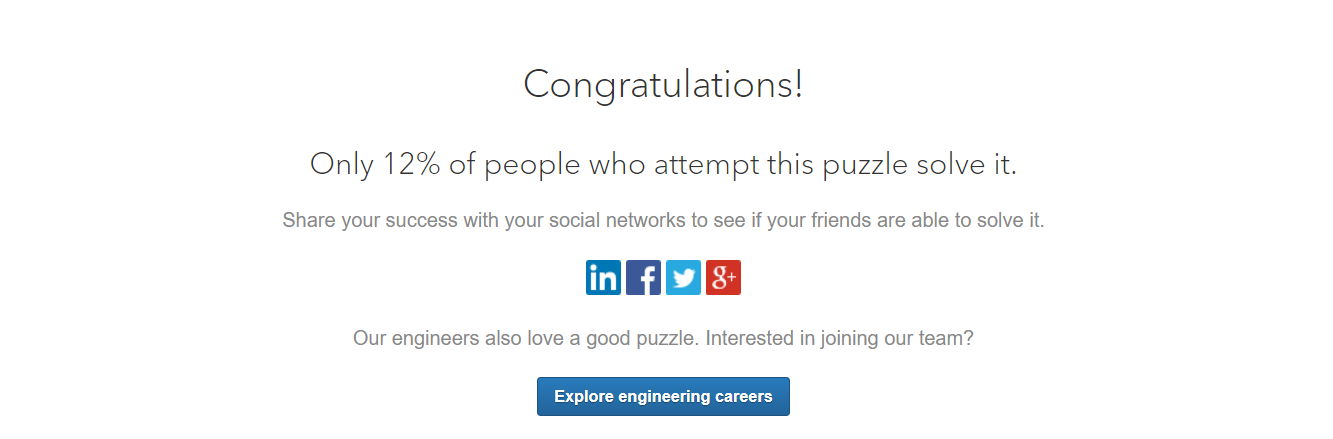 Congratulations!
Only 12% of people who attempt this puzzle solve it.
Share your success with your social networks to see if your friends are able to solve it.
in f g+
Our engineers also love a good puzzle. Interested in joining our team?
Explore engineering careers